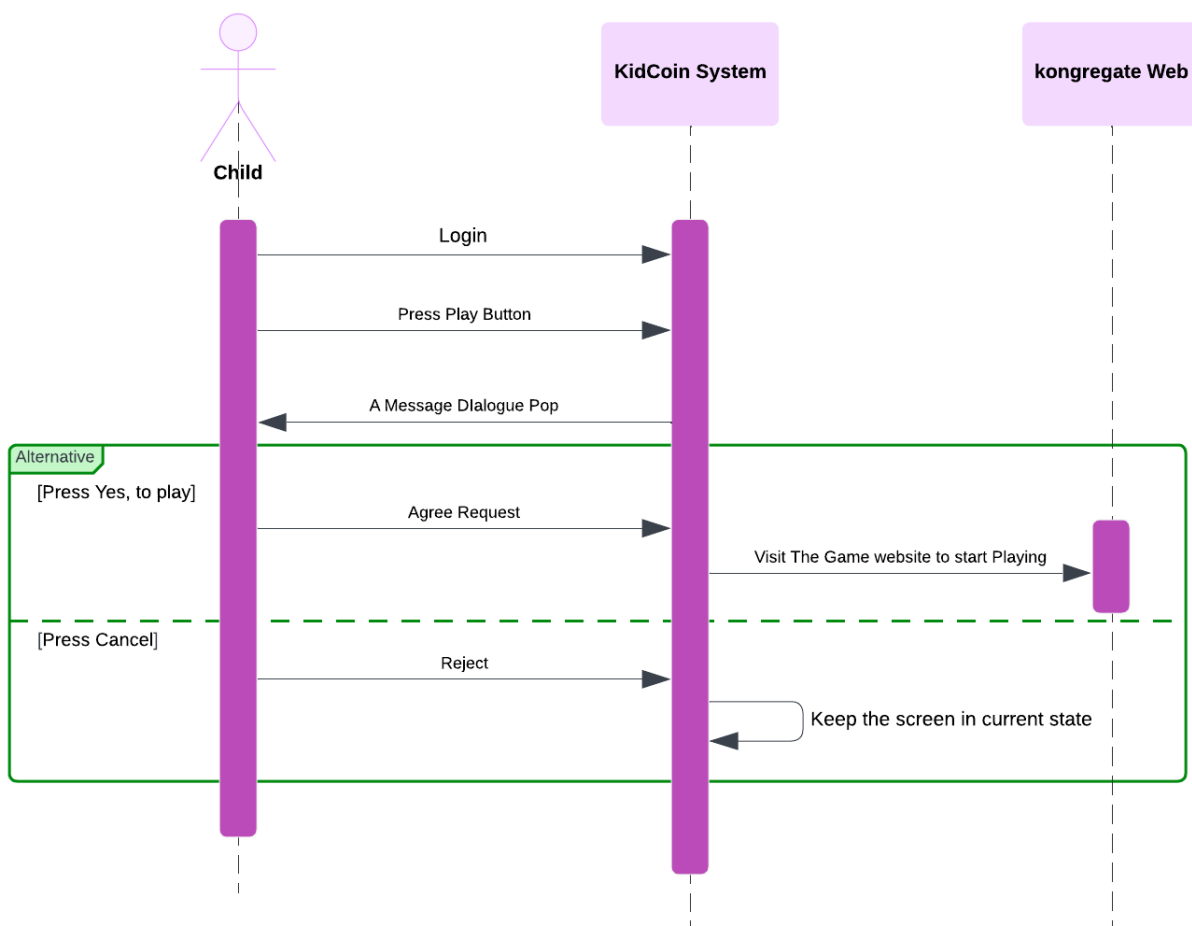 KidCoin System
kongregate Web
Child
Login
Press Play Button
A Message DIalogue Pop
Alternative
[Press Yes, to play]
Agree Request
Visit The Game website to start Playing
[Press Cancel]
Reject
Keep the screen in current state